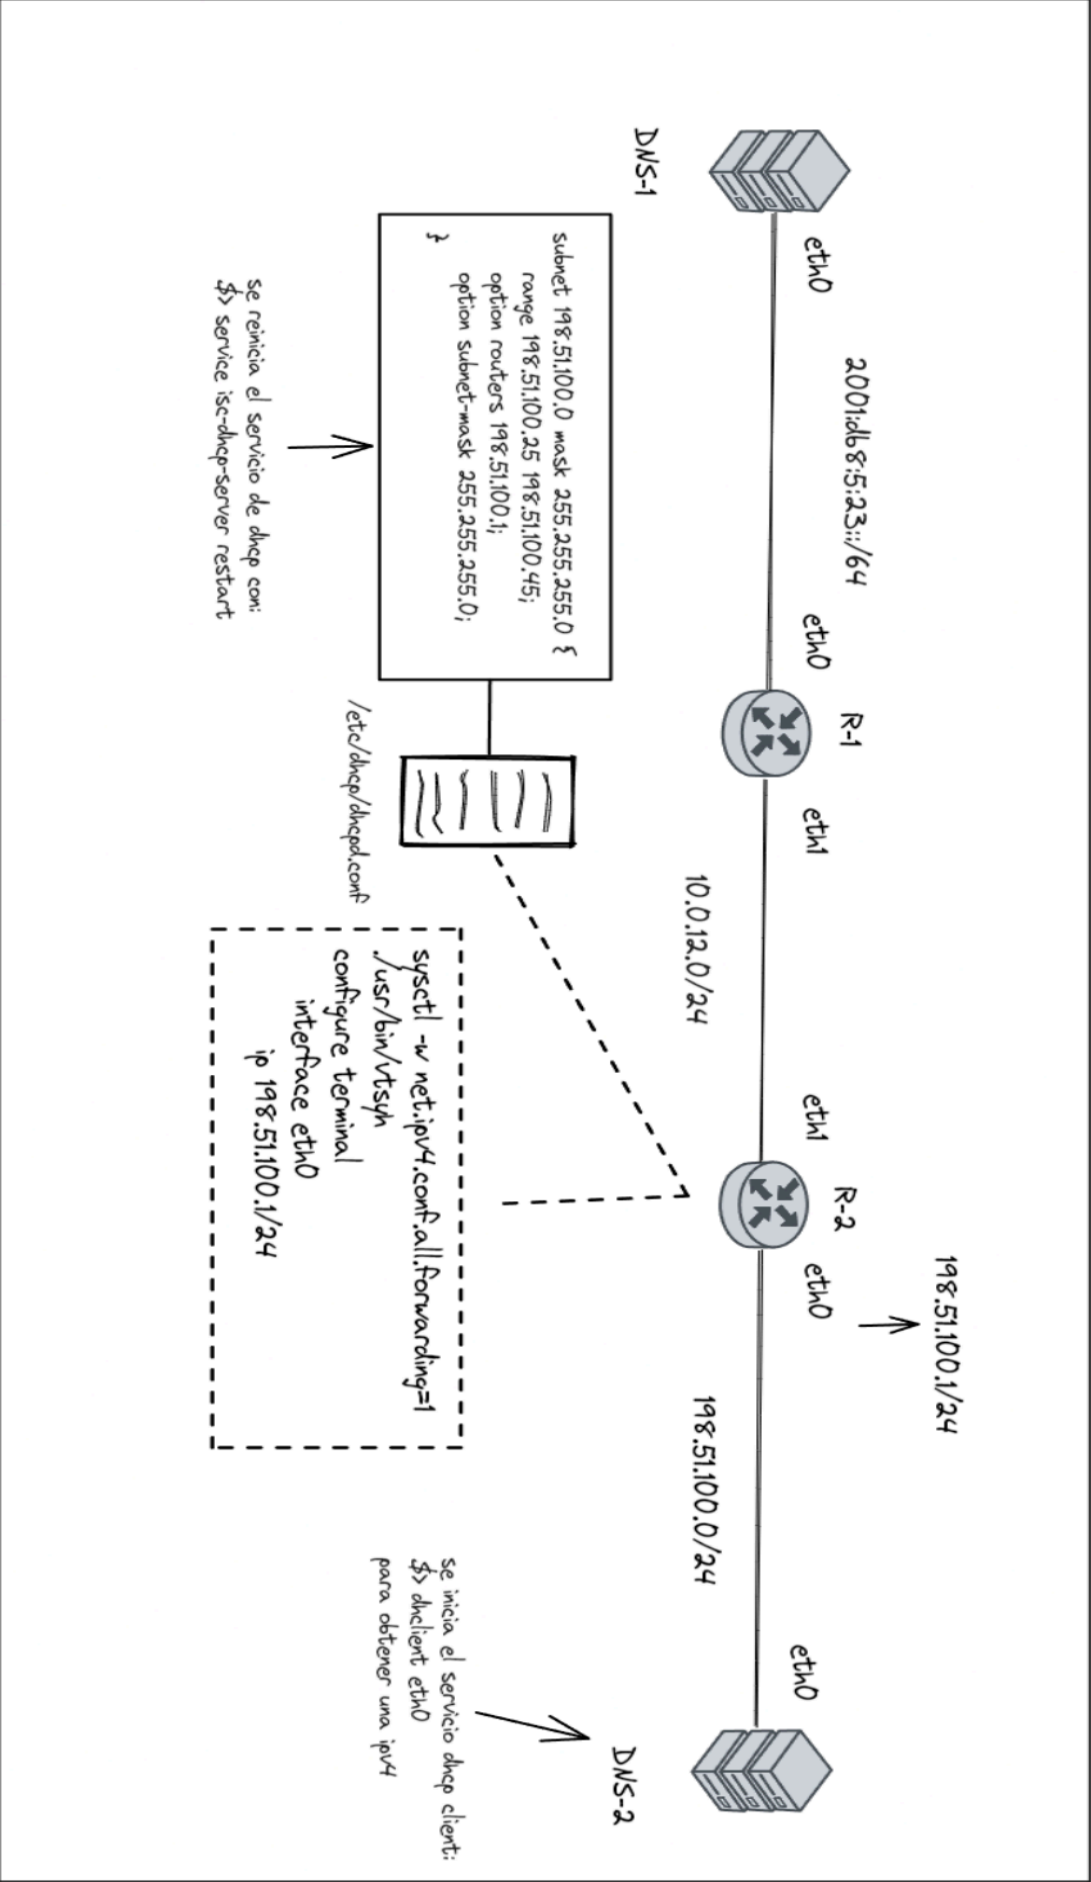 198.51.100.1/24
2001:db8:5:23::/64
R-1
R-2
eth0
eth0
eth1
eth1
eth0
eth0
10.0.12.0/24
198.51.100.0/24
DNS-1
DNS-2
subnet 198.51.100.0 mask 255.255.255.0 {
range 198.51.100.25 198.51.100.45;
option routers 198.51.100.1;
option subnet-mask 255.255.255.0;
}
/etc/dhcp/dhcpd.conf
se reinicia el servicio de dhcp con:
$> service isc-dhcp-server restart
sysctl -w net.ipv4.conf.all.forwarding=1
./usr/bin/vtsyh
configure terminal
interface eth0
ip 198.51.100.1/24
se inicia el servicio dhcp client:
$> dhclient eth0
para obtener una ipv4